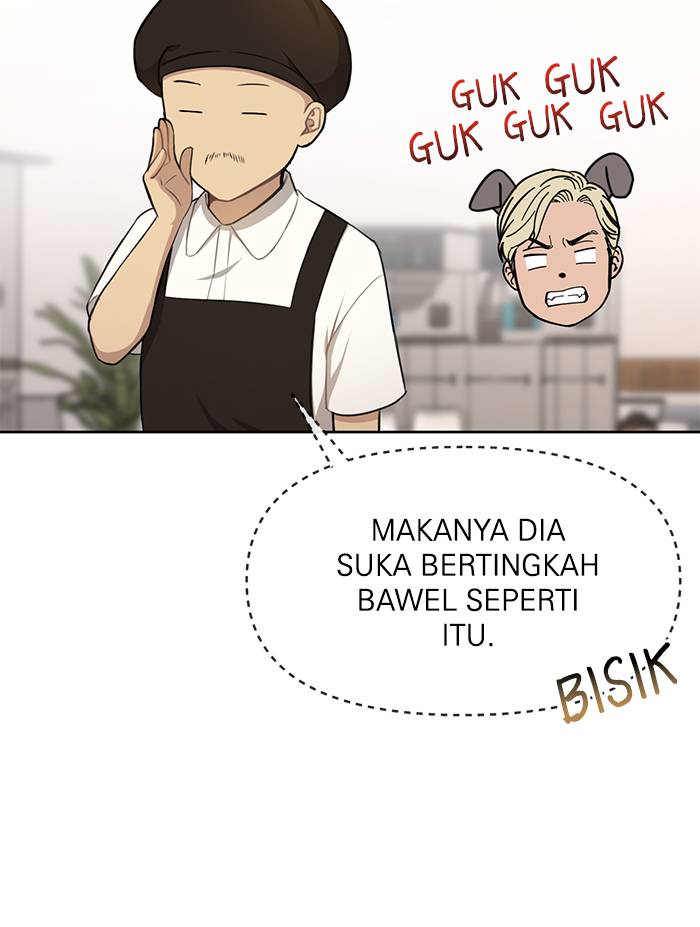 GUK GUK
GUK GUK GUK
MAKANYA DIA
SUKA BERTINGKAH
BAWEL SEPERTI
ITU.
BISIK